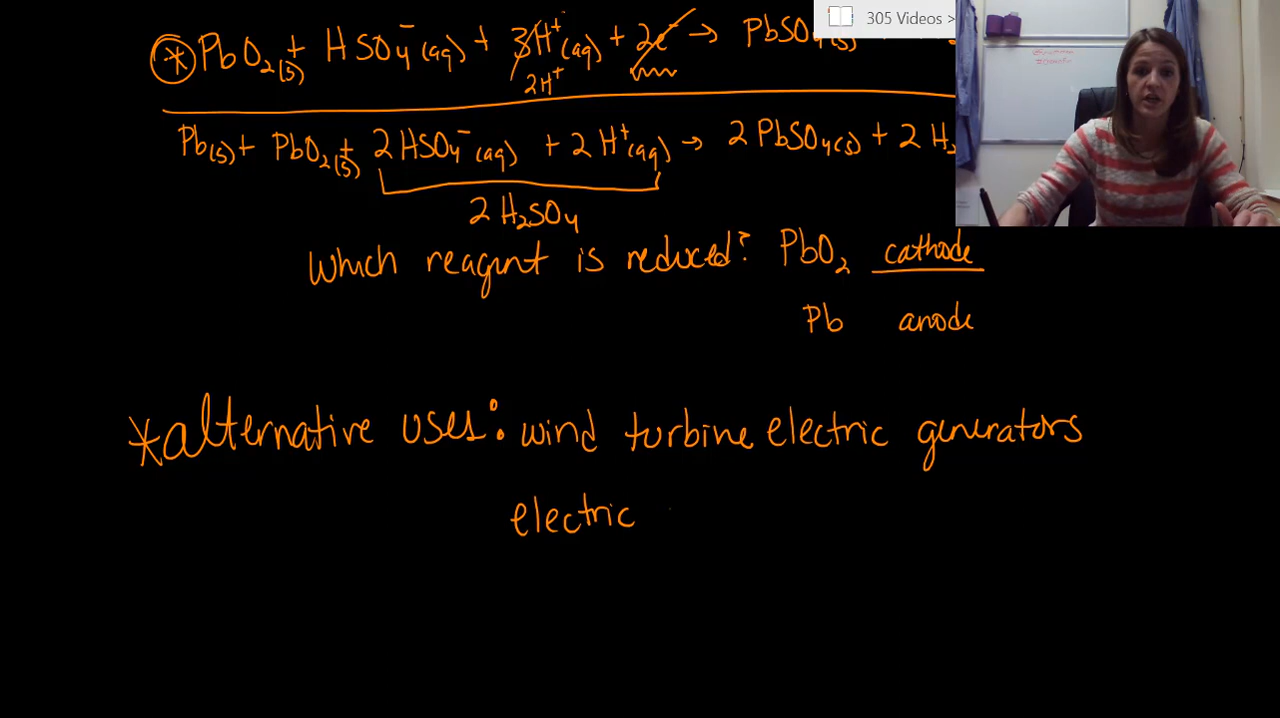 305 Videos >
* PbO₂(s) + HSO₄⁻(aq) + 3H⁺(aq) + 2e⁻ → PbSO₄(s)
2H⁺
Pb(s) + PbO₂(s) + 2HSO₄⁻(aq) + 2H⁺(aq) → 2PbSO₄(s) + 2H₂
2H₂SO₄
Which reagent is reduced? PbO₂ cathode
Pb anode
*alternative uses: wind turbine electric generators
electric